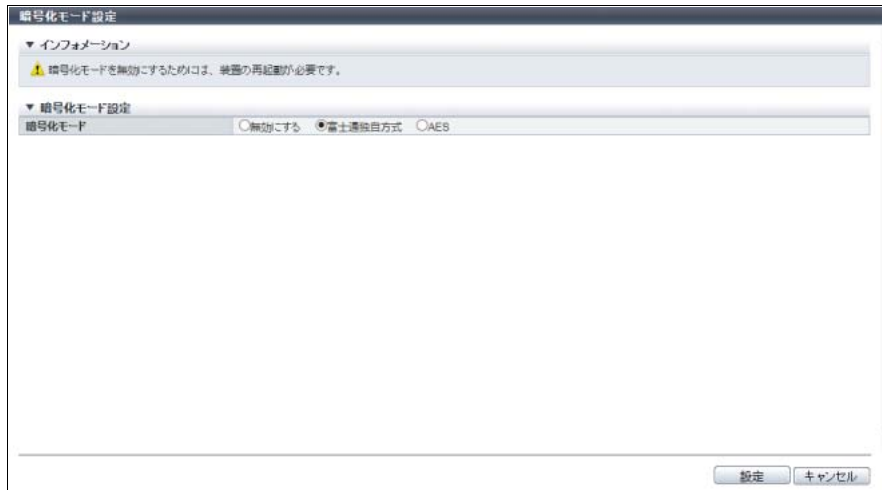 暗号化モード設定
▼ インフォメーション
暗号化モードを無効にするためには、装置の再起動が必要です。
▼ 暗号化モード設定
暗号化モード ○無効にする ◉富士通独自方式 ○AES
設定 キャンセル